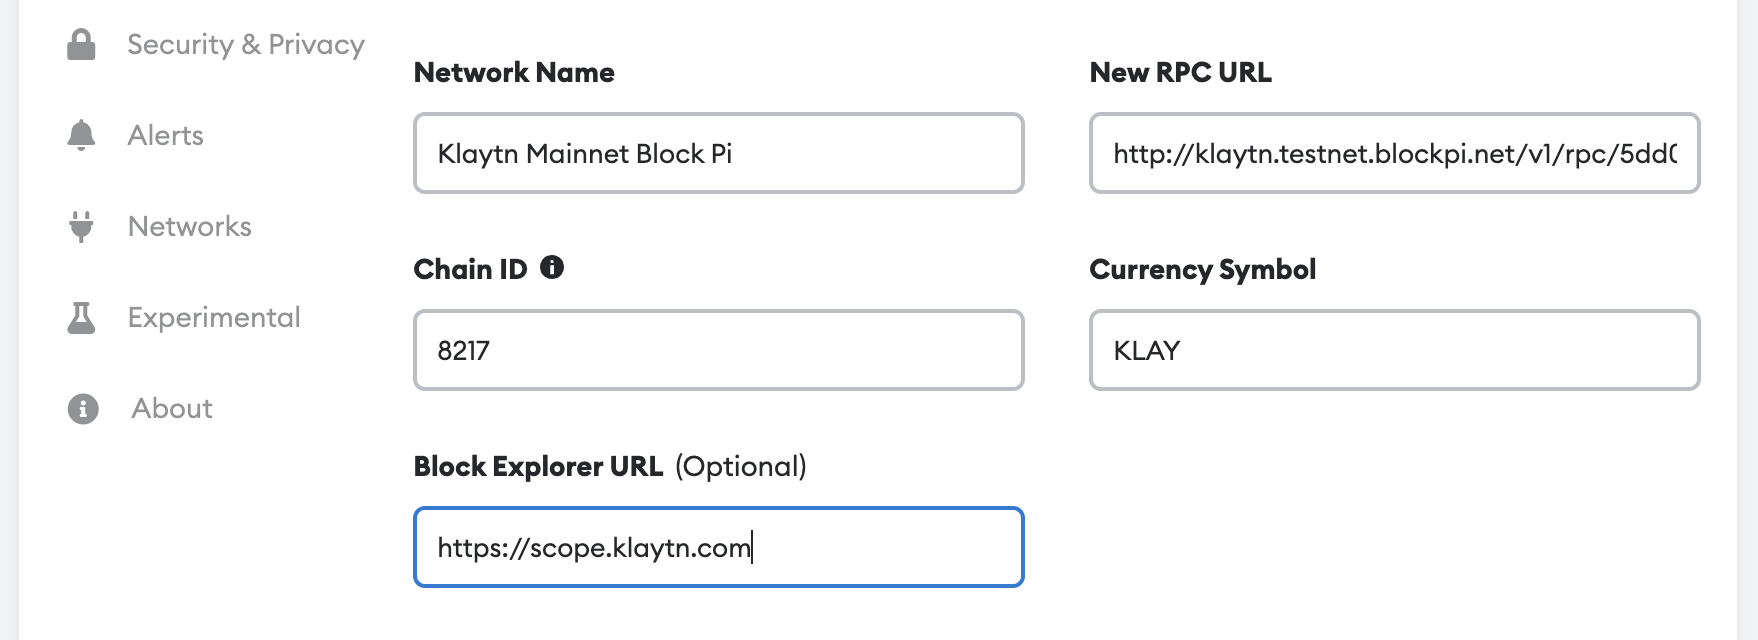 Security & Privacy
Alerts
Networks
Experimental
About
Network Name
Klaytn Mainnet Block Pi
New RPC URL
http://klaytn.testnet.blockpi.net/v1/rpc/5dd
Chain ID
8217
Currency Symbol
KLAY
Block Explorer URL (Optional)
https://scope.klaytn.com